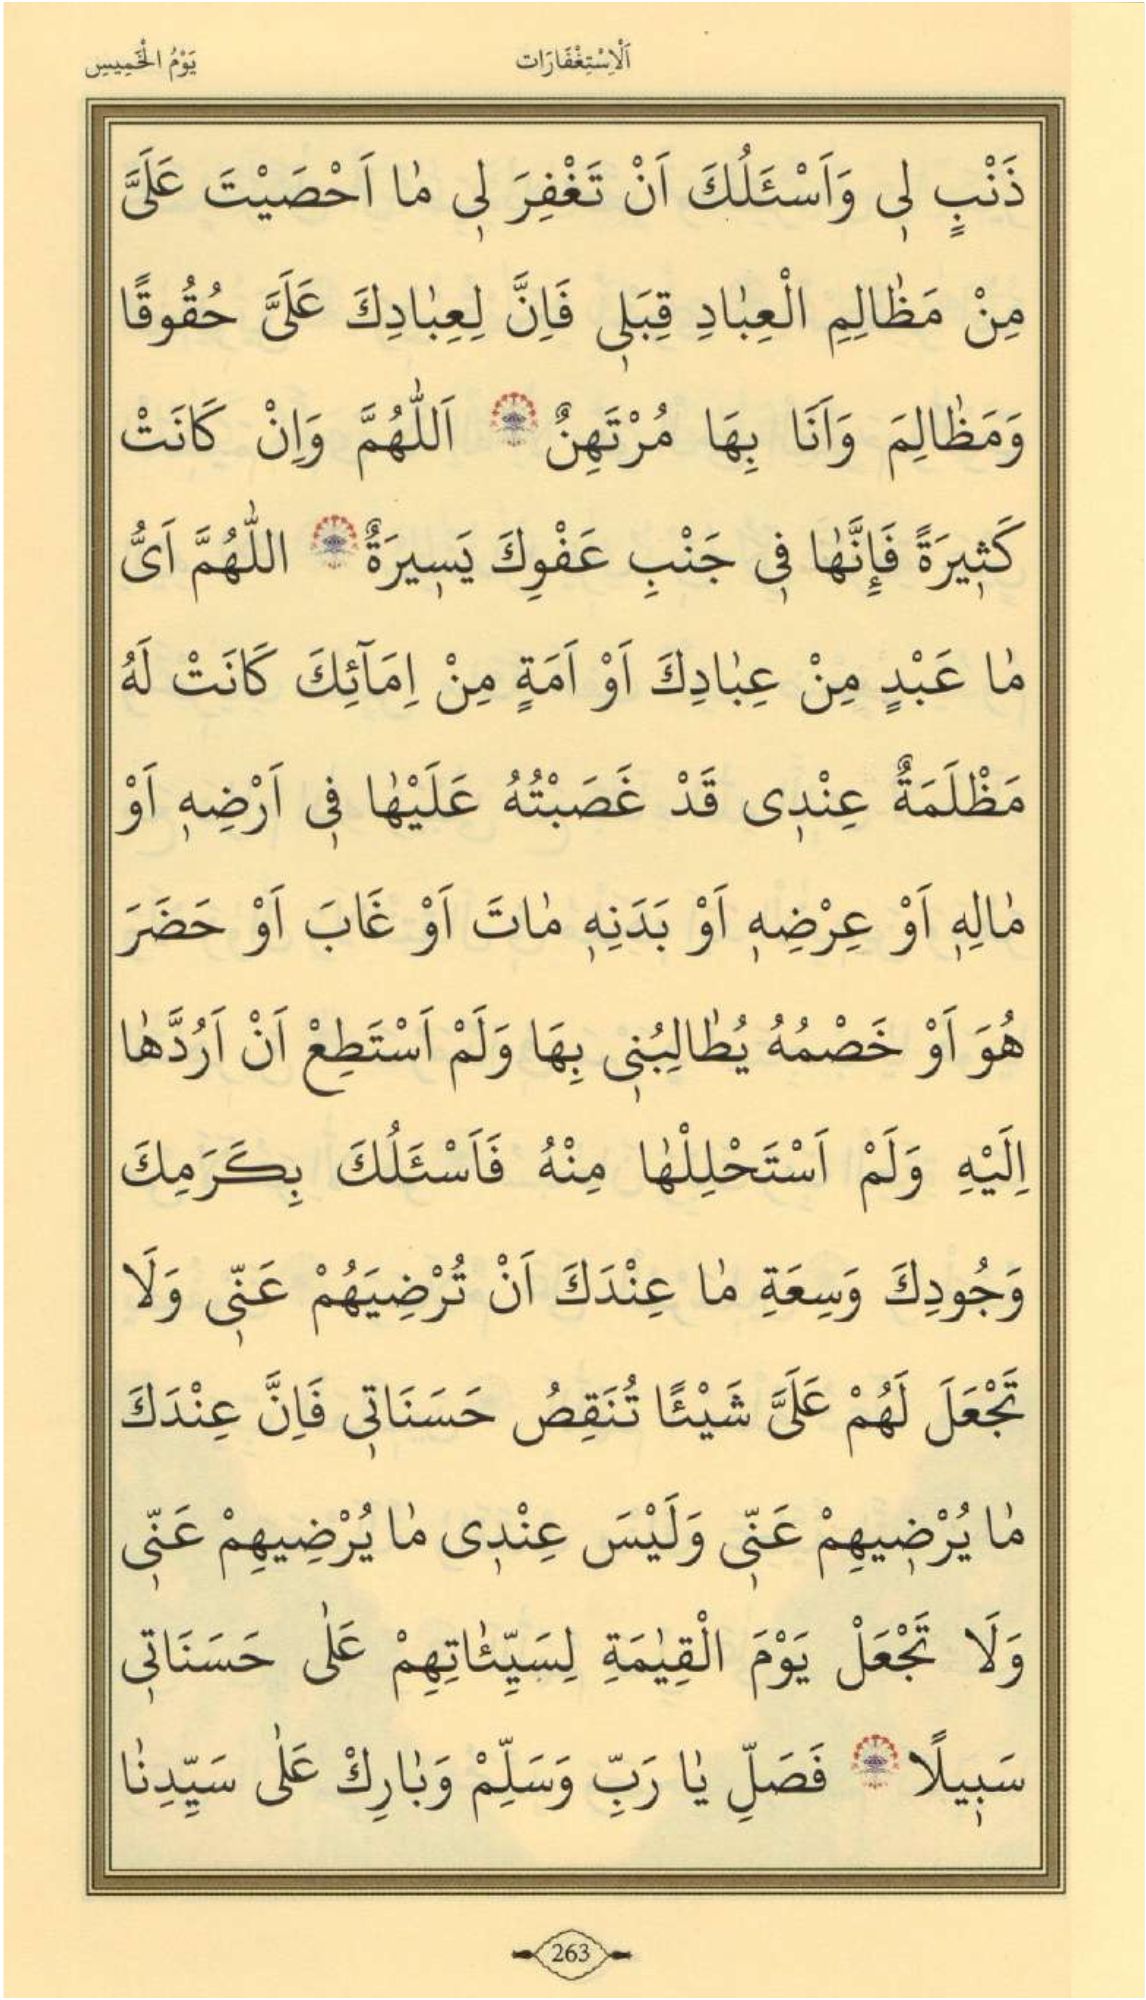 اَلْاِسْتِغْفَارَات
يَوْمُ الْخَمِيسِ
ذَنْبٍ لٖى وَاَسْئَلُكَ اَنْ تَغْفِرَ لٖى مٰا اَحْصَيْتَ عَلَىَّ
مِنْ مَظٰالِمِ الْعِبٰادِ قِبَلٖى فَاِنَّ لِعِبٰادِكَ عَلَىَّ حُقُوقًا
وَمَظٰالِمَ وَاَنَا بِهَا مُرْتَهِنٌ اَللّٰهُمَّ وَاِنْ كَانَتْ
كَثٖيرَةً فَإِنَّهٰا فٖى جَنْبِ عَفْوِكَ يَسٖيرَةٌ اللّٰهُمَّ اَىُّ
مٰا عَبْدٍ مِنْ عِبٰادِكَ اَوْ اَمَةٍ مِنْ اِمَآئِكَ كَانَتْ لَهُ
مَظْلَمَةٌ عِنْدٖى قَدْ غَصَبْتُهُ عَلَيْهٰا فٖى اَرْضِهٖ اَوْ
مٰالِهٖ اَوْ عِرْضِهٖ اَوْ بَدَنِهٖ مٰاتَ اَوْ غَابَ اَوْ حَضَرَ
هُوَ اَوْ خَصْمُهُ يُطٰالِبُنٖى بِهَا وَلَمْ اَسْتَطِعْ اَنْ اَرُدَّهٰا
اِلَيْهِ وَلَمْ اَسْتَحْلِلْهٰا مِنْهُ فَاَسْئَلُكَ بِكَرَمِكَ
وَجُودِكَ وَسِعَةِ مٰا عِنْدَكَ اَنْ تُرْضِيَهُمْ عَنّٖى وَلَا
تَجْعَلَ لَهُمْ عَلَىَّ شَيْئًا تُنَقِصُ حَسَنَاتٖى فَاِنَّ عِنْدَكَ
مٰا يُرْضٖيهِمْ عَنّٖى وَلَيْسَ عِنْدٖى مٰا يُرْضِيهِمْ عَنّٖى
وَلَا تَجْعَلْ يَوْمَ الْقِيٰمَةِ لِسَيِّئٰاتِهِمْ عَلٰى حَسَنَاتٖى
سَبٖيلًا فَصَلِّ يٰا رَبِّ وَسَلِّمْ وَبٰارِكْ عَلٰى سَيِّدِنٰا
263